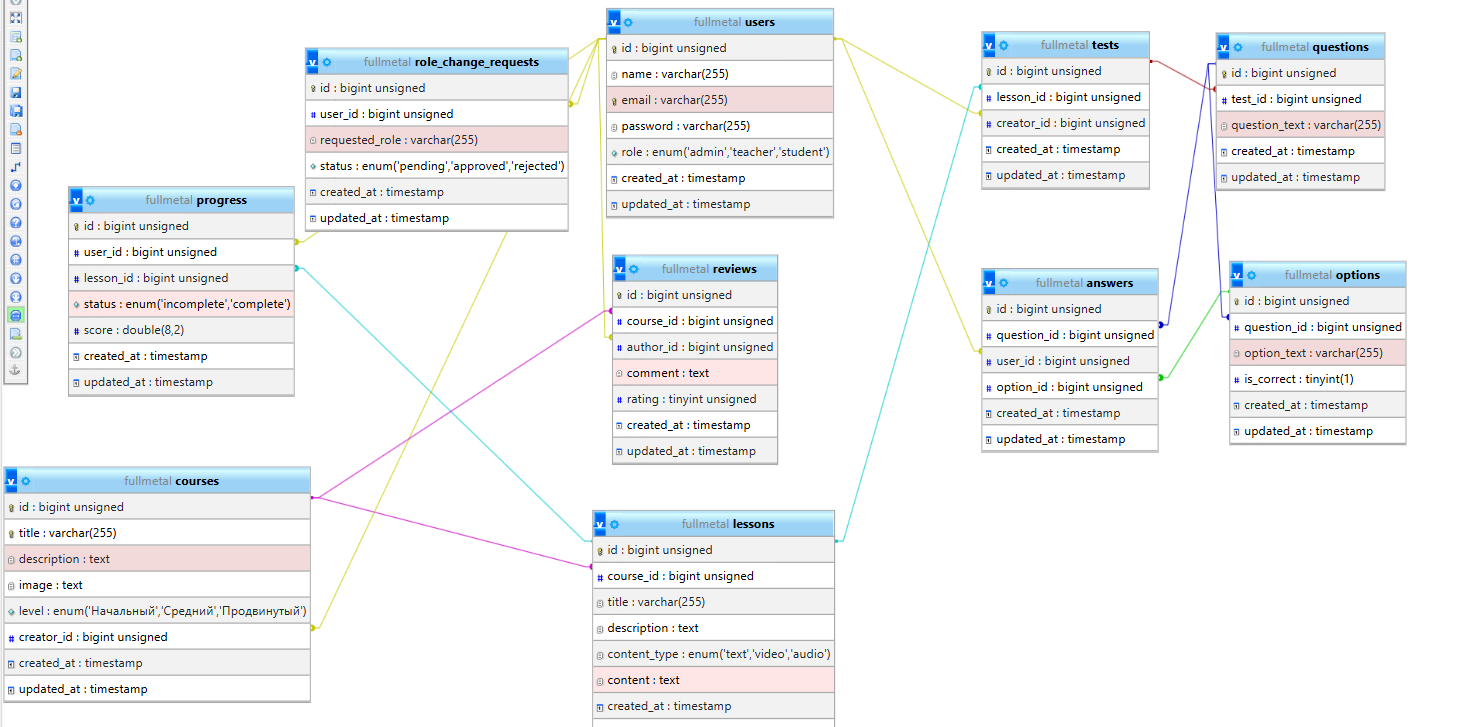 fullmetal users
id : bigint unsigned
name : varchar(255)
email : varchar(255)
password : varchar(255)
role : enum('admin','teacher','student')
created_at : timestamp
updated_at : timestamp
fullmetal role_change_requests
id : bigint unsigned
user_id : bigint unsigned
requested_role : varchar(255)
status : enum('pending','approved','rejected')
created_at : timestamp
updated_at : timestamp
fullmetal tests
id : bigint unsigned
lesson_id : bigint unsigned
creator_id : bigint unsigned
created_at : timestamp
updated_at : timestamp
fullmetal questions
id : bigint unsigned
test_id : bigint unsigned
question_text : varchar(255)
created_at : timestamp
updated_at : timestamp
fullmetal progress
id : bigint unsigned
user_id : bigint unsigned
lesson_id : bigint unsigned
status : enum('incomplete','complete')
score : double(8,2)
created_at : timestamp
updated_at : timestamp
fullmetal reviews
id : bigint unsigned
course_id : bigint unsigned
author_id : bigint unsigned
comment : text
rating : tinyint unsigned
created_at : timestamp
updated_at : timestamp
fullmetal answers
id : bigint unsigned
question_id : bigint unsigned
user_id : bigint unsigned
option_id : bigint unsigned
created_at : timestamp
updated_at : timestamp
fullmetal options
id : bigint unsigned
question_id : bigint unsigned
option_text : varchar(255)
is_correct : tinyint(1)
created_at : timestamp
updated_at : timestamp
fullmetal courses
id : bigint unsigned
title : varchar(255)
description : text
image : text
level : enum('Начальный','Средний','Продвинутый')
creator_id : bigint unsigned
created_at : timestamp
updated_at : timestamp
fullmetal lessons
id : bigint unsigned
course_id : bigint unsigned
title : varchar(255)
description : text
content_type : enum('text','video','audio')
content : text
created_at : timestamp